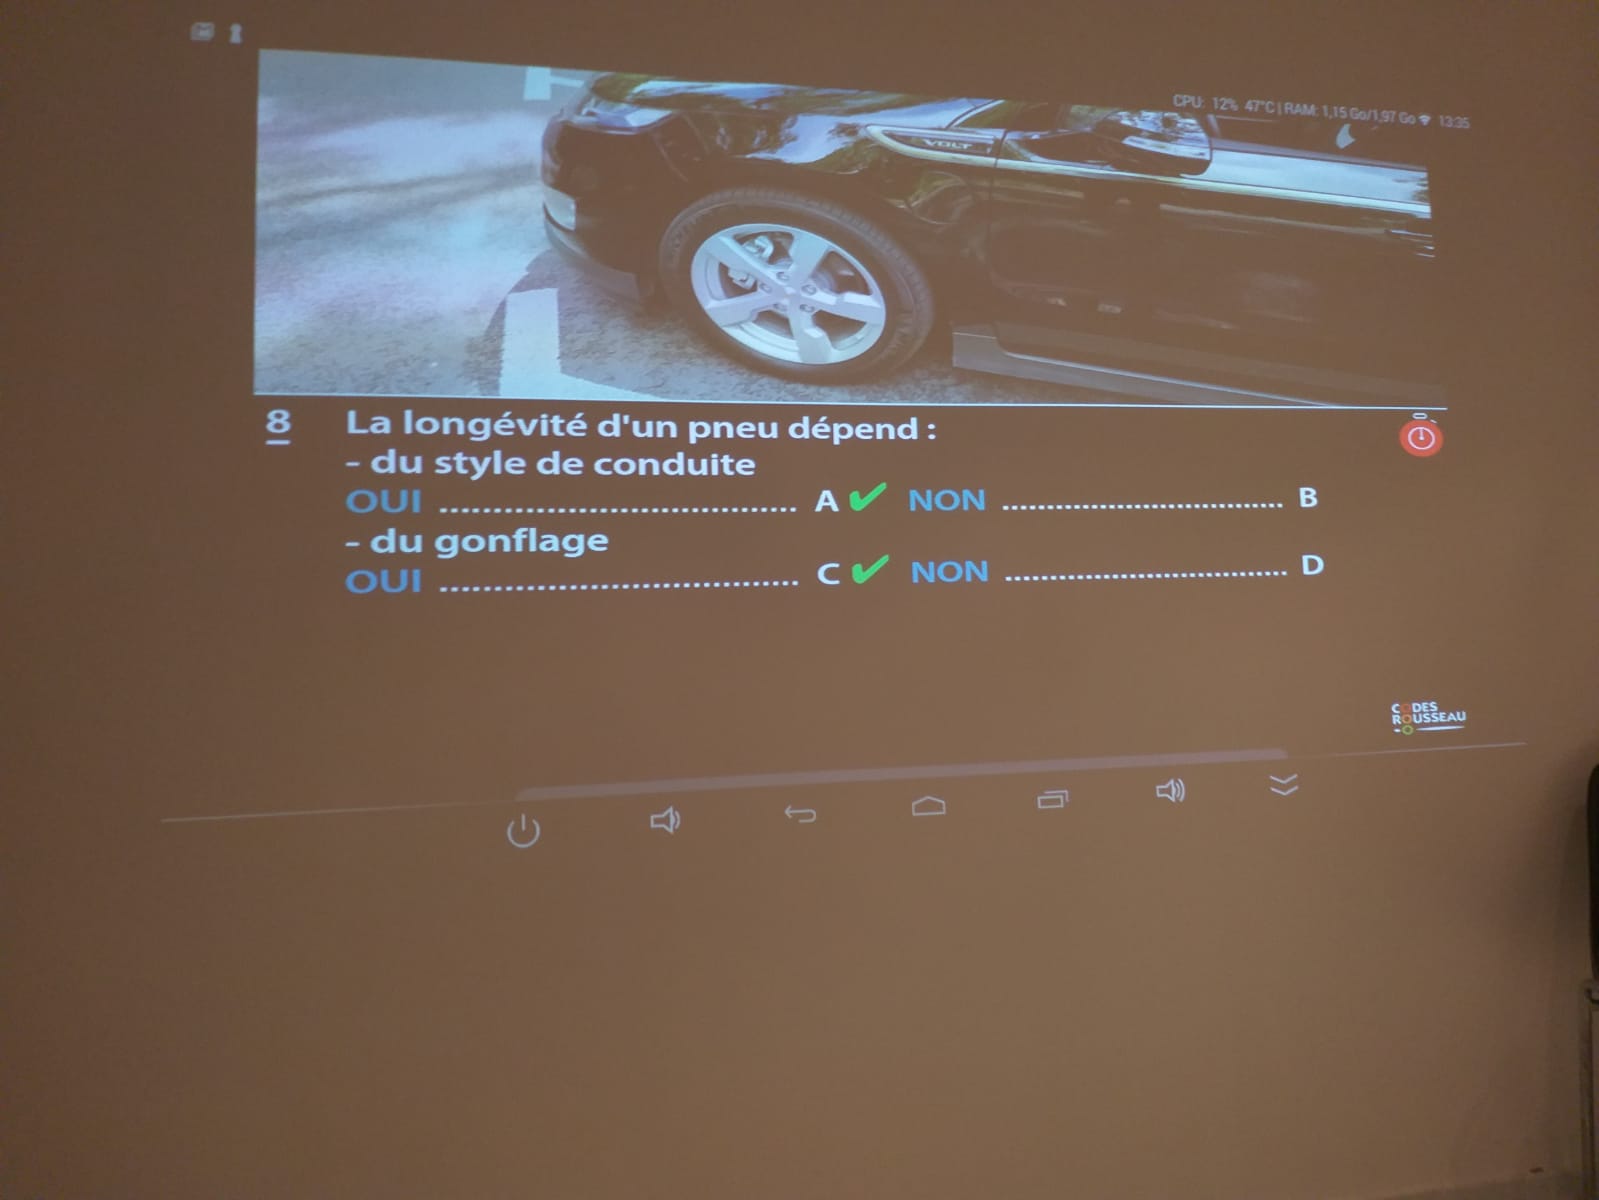 CPU: 12% 47°C | RAM: 1,15 Go/1,97 Go 13:35
VOLT
8 La longévité d'un pneu dépend :
- du style de conduite
OUI .................................... A ✔ NON ............................... B
- du gonflage
OUI .................................... C ✔ NON ............................... D
CODES
ROUSSEAU